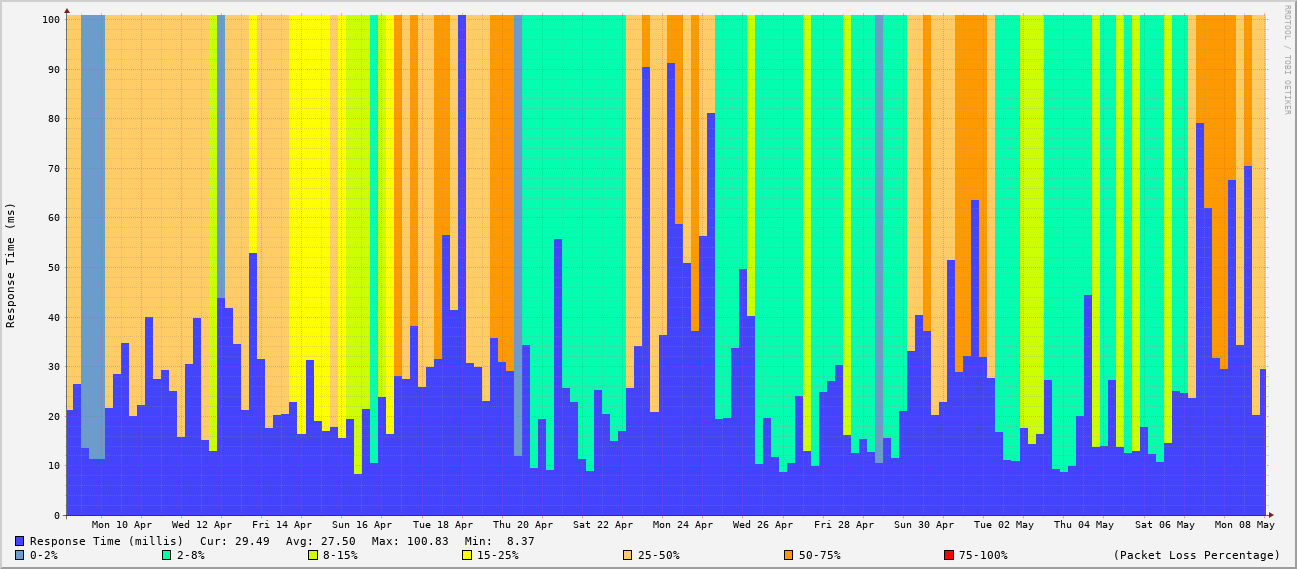 RRDTOOL / TOBI OETIKER
Response Time (ms)
100
90
80
70
60
50
40
30
20
10
0
Mon 10 Apr Wed 12 Apr Fri 14 Apr Sun 16 Apr Tue 18 Apr Thu 20 Apr Sat 22 Apr Mon 24 Apr Wed 26 Apr Fri 28 Apr Sun 30 Apr Tue 02 May Thu 04 May Sat 06 May Mon 08 May
Response Time (millis) Cur: 29.49 Avg: 27.50 Max: 100.83 Min: 8.37
0-2% 2-8% 8-15% 15-25% 25-50% 50-75% 75-100% (Packet Loss Percentage)